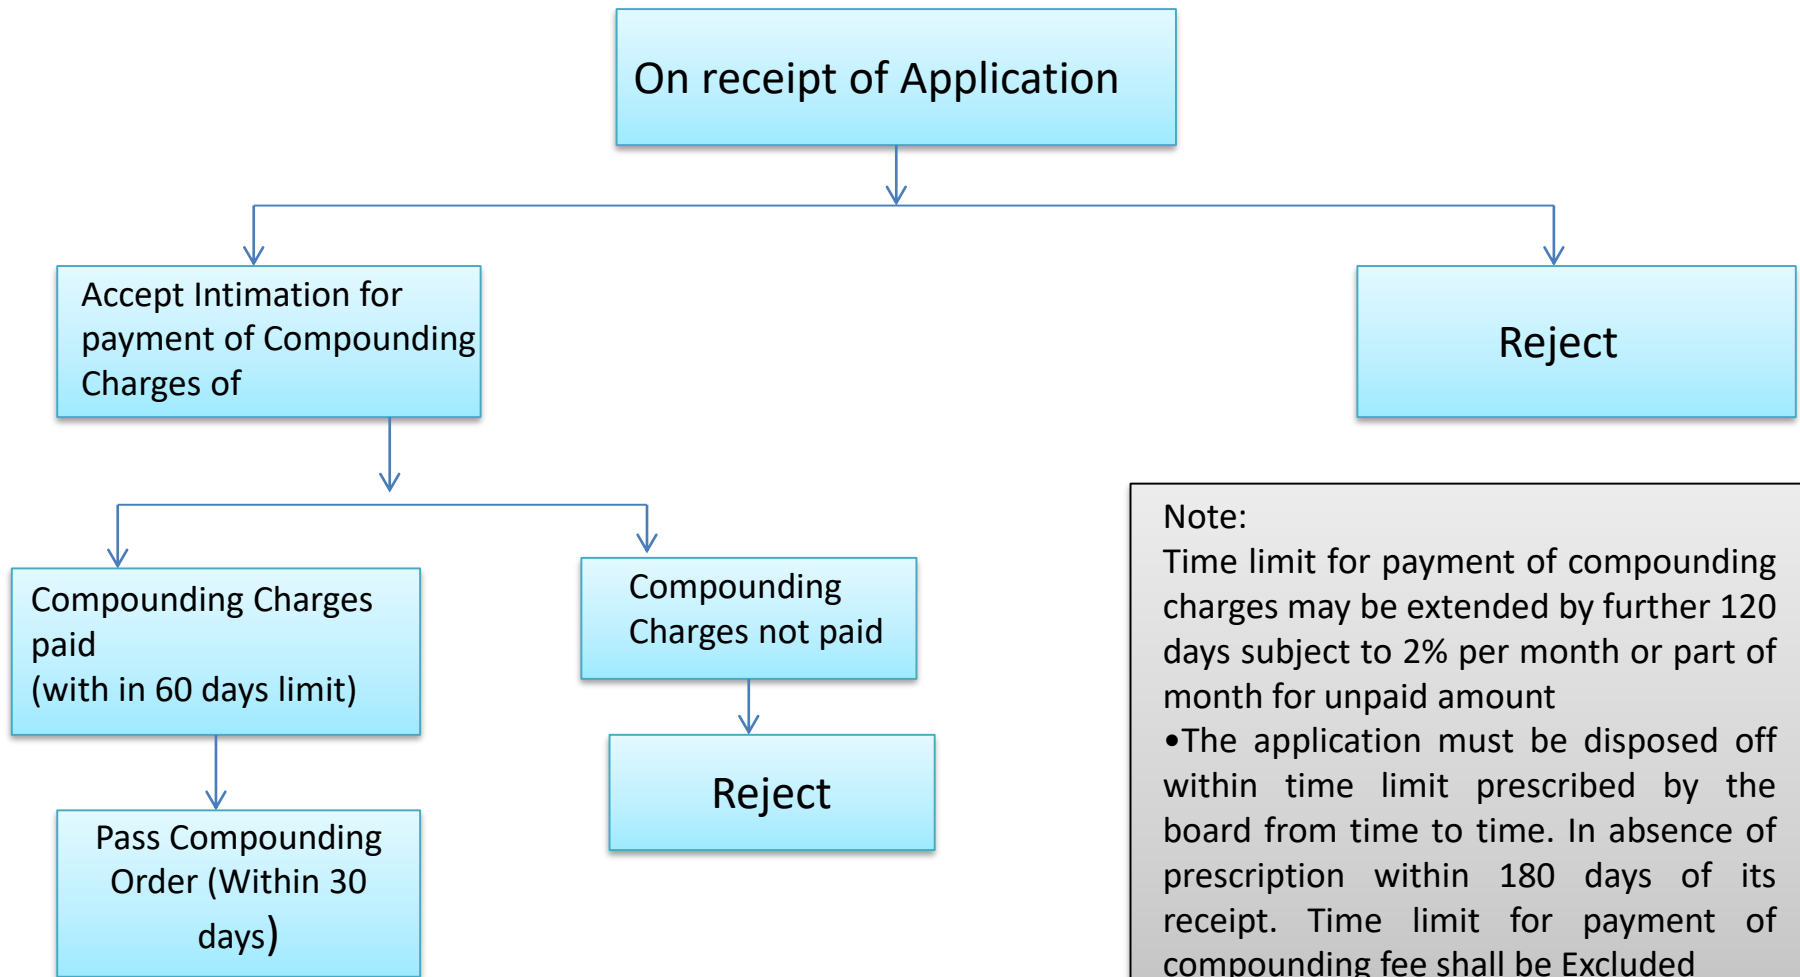 On receipt of Application
Accept Intimation for
payment of Compounding
Charges of
Reject
Compounding Charges
paid
(with in 60 days limit)
Compounding
Charges not paid
Pass Compounding
Order (Within 30
days)
Reject
Note:
Time limit for payment of compounding
charges may be extended by further 120
days subject to 2% per month or part of
month for unpaid amount
•The application must be disposed off
within time limit prescribed by the
board from time to time. In absence of
prescription within 180 days of its
receipt. Time limit for payment of
compounding fee shall be Excluded